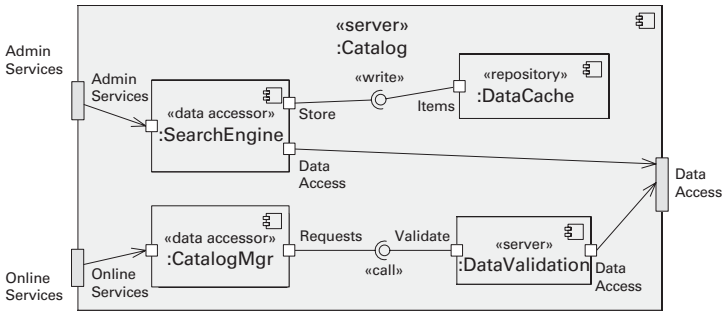 «server»
:Catalog
Admin
Services
Admin
Services
«data accessor»
:SearchEngine
Store
«write»
Items
«repository»
:DataCache
Data
Access
Data
Access
Online
Services
Online
Services
«data accessor»
:CatalogMgr
Requests
Validate
«call»
«server»
:DataValidation
Data
Access